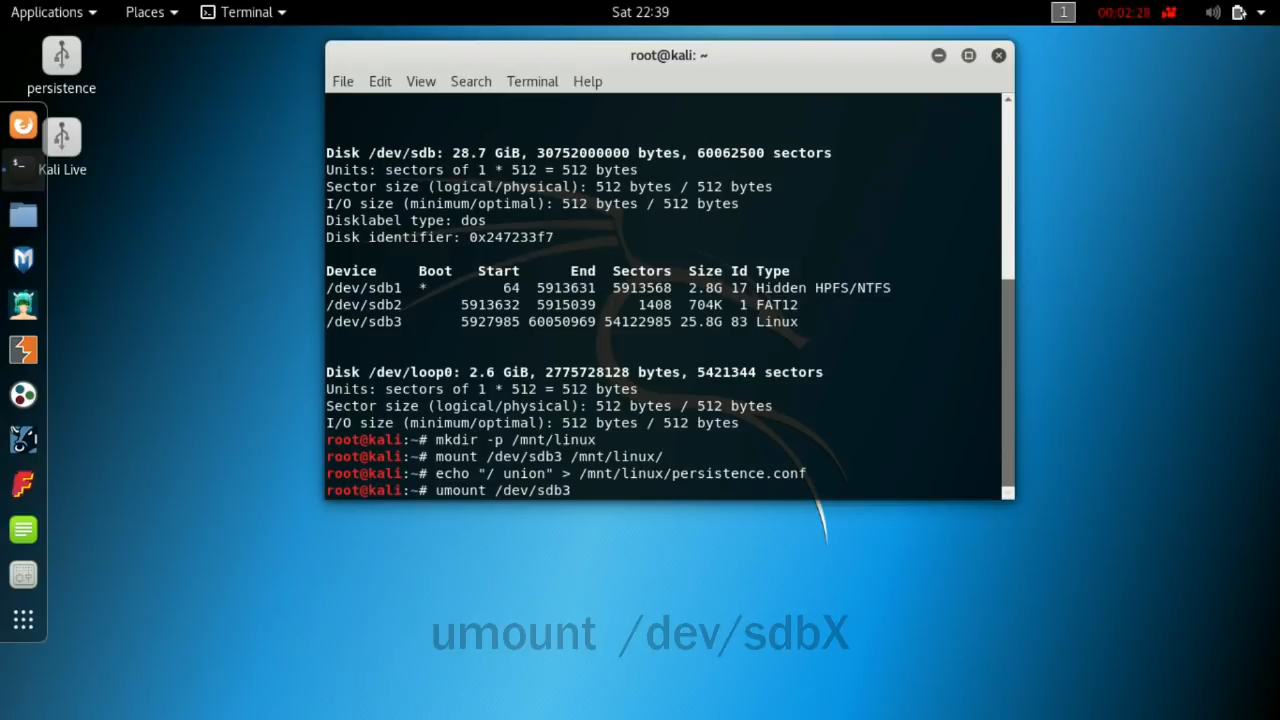 Applications Places Terminal Sat 22:39 1 00:02:28
persistence
Kali Live
root@kali: ~
File Edit View Search Terminal Help
Disk /dev/sdb: 28.7 GiB, 30752000000 bytes, 60062500 sectors
Units: sectors of 1 * 512 = 512 bytes
Sector size (logical/physical): 512 bytes / 512 bytes
I/O size (minimum/optimal): 512 bytes / 512 bytes
Disklabel type: dos
Disk identifier: 0x247233f7
Device Boot Start End Sectors Size Id Type
/dev/sdb1 * 64 5913631 5913568 2.8G 17 Hidden HPFS/NTFS
/dev/sdb2 5913632 5915039 1408 704K 1 FAT12
/dev/sdb3 5927985 60050969 54122985 25.8G 83 Linux
Disk /dev/loop0: 2.6 GiB, 2775728128 bytes, 5421344 sectors
Units: sectors of 1 * 512 = 512 bytes
Sector size (logical/physical): 512 bytes / 512 bytes
I/O size (minimum/optimal): 512 bytes / 512 bytes
root@kali:~# mkdir -p /mnt/linux
root@kali:~# mount /dev/sdb3 /mnt/linux/
root@kali:~# echo "/ union" > /mnt/linux/persistence.conf
root@kali:~# umount /dev/sdb3
umount /dev/sdbX